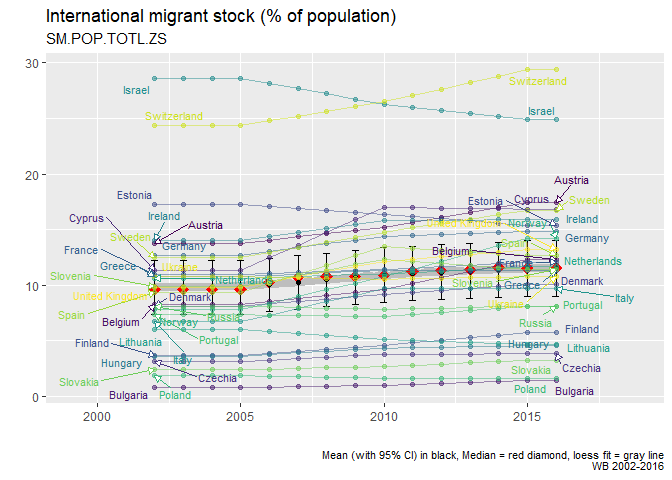 International migrant stock (% of population)
SM.POP.TOTL.ZS
30
20
10
0
Israel
Switzerland
Estonia
Cyprus
Ireland
Austria
Sweden
Germany
France
Greece
Ukraine
Slovenia
Netherlands
United Kingdom
Denmark
Spain
Belgium
Norway
Russia
Portugal
Lithuania
Finland
Italy
Hungary
Czechia
Slovakia
Bulgaria
Poland
Switzerland
Israel
Austria
Estonia
Cyprus
Sweden
United Kingdom
Norway
Ireland
Germany
Spain
Belgium
France
Netherlands
Slovenia
Greece
Denmark
Italy
Ukraine
Portugal
Russia
Finland
Hungary
Lithuania
Czechia
Slovakia
Poland
Bulgaria
2000
2005
2010
2015
Mean (with 95% CI) in black, Median = red diamond, loess fit = gray line
WB 2002-2016